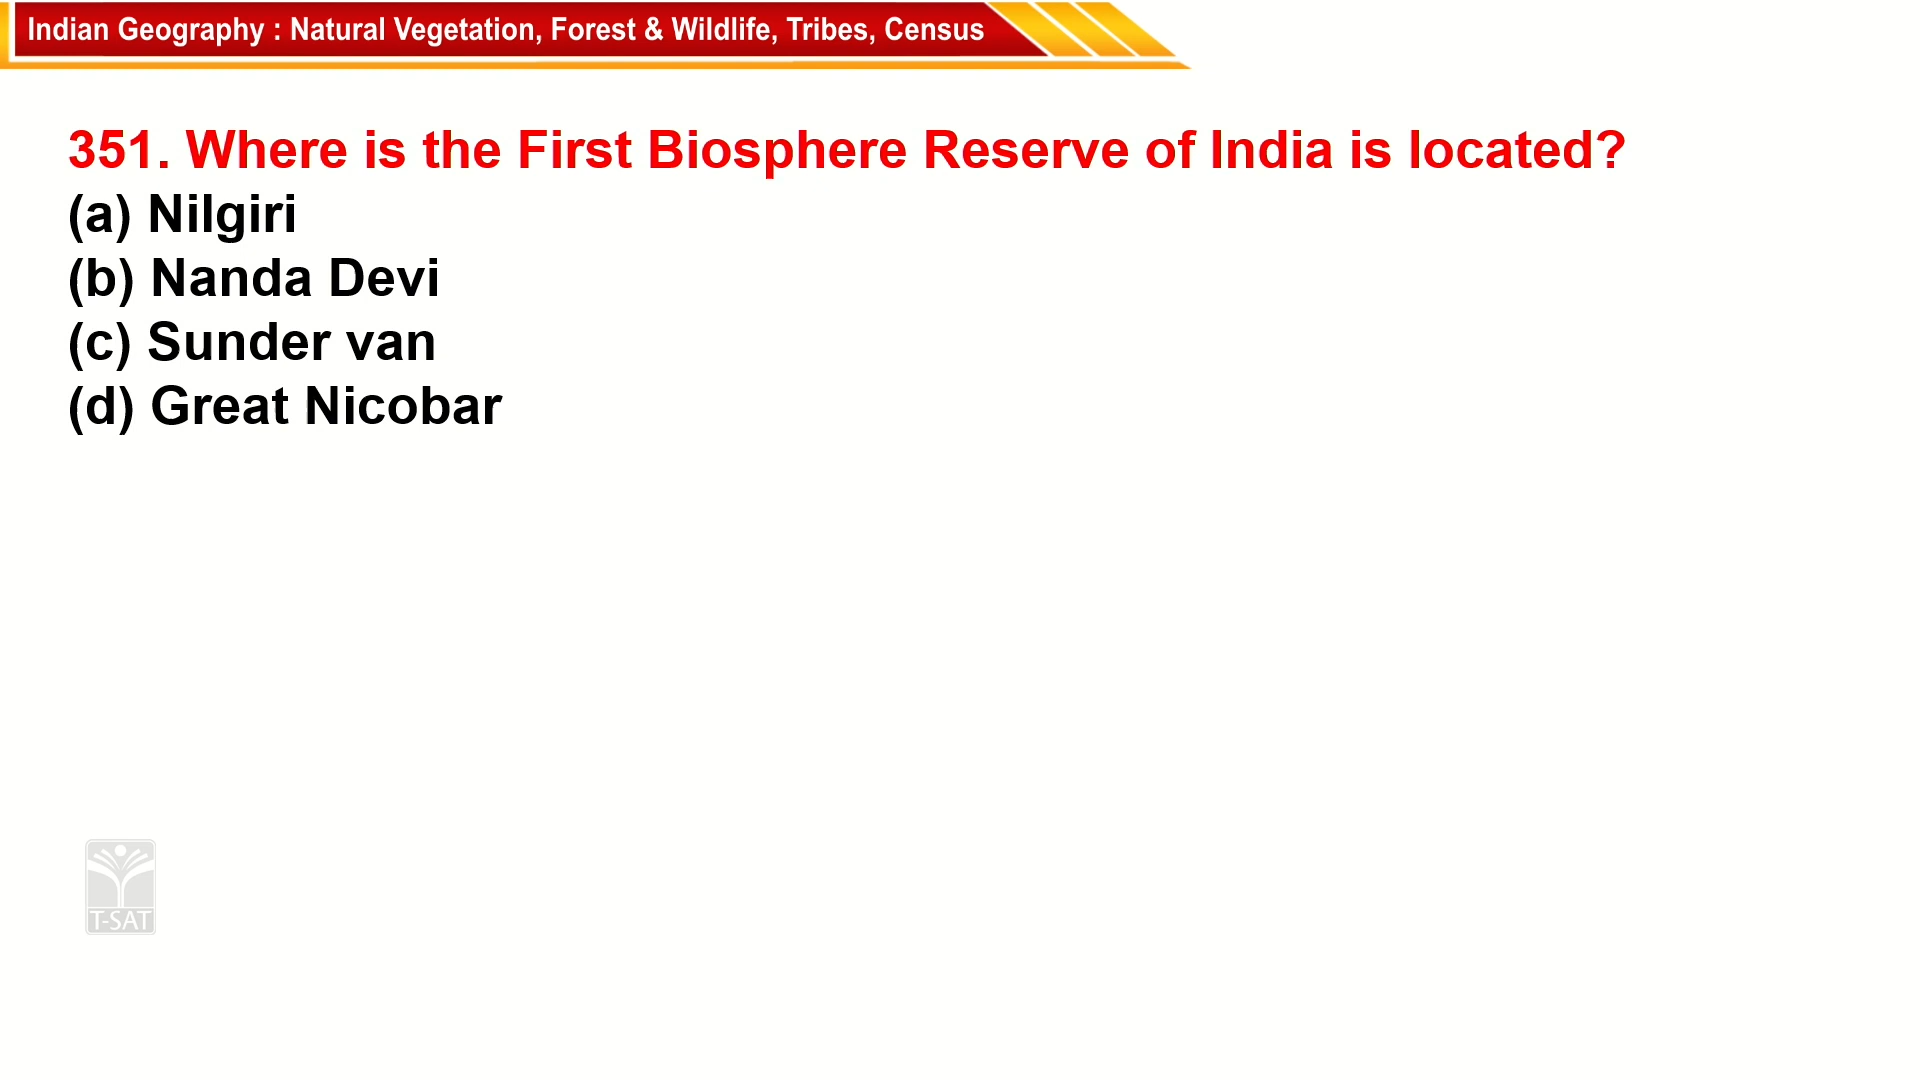 Indian Geography : Natural Vegetation, Forest & Wildlife, Tribes, Census
351. Where is the First Biosphere Reserve of India is located?
(a) Nilgiri
(b) Nanda Devi
(c) Sunder van
(d) Great Nicobar
T-SAT